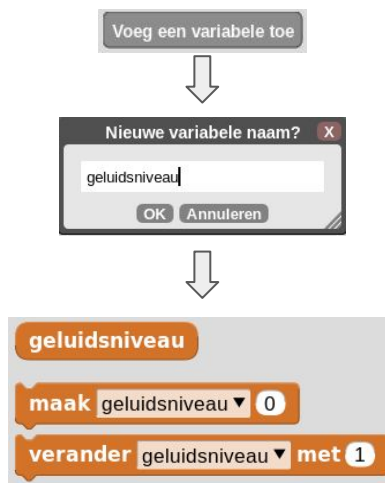 Voeg een variabele toe
Nieuwe variabele naam? X
geluidsniveau
OK Annuleren
geluidsniveau
maak geluidsniveau ▼ 0
verander geluidsniveau ▼ met 1